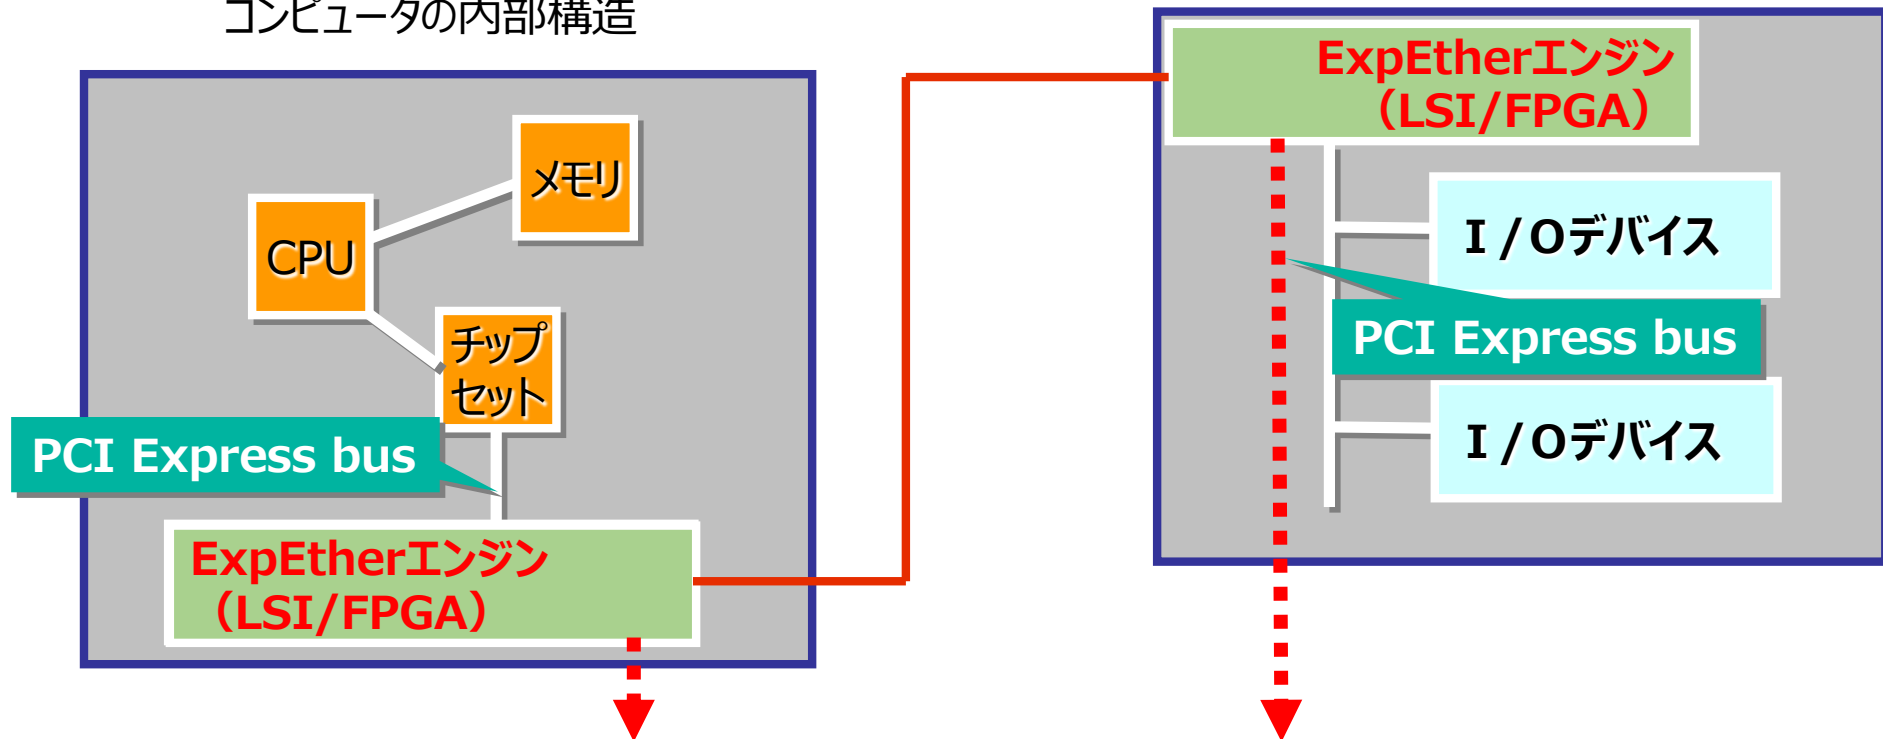 コンピュータの内部構造
メモリ
CPU
チップ
セット
PCI Express bus
ExpEtherエンジン
（LSI/FPGA）
ExpEtherエンジン
（LSI/FPGA）
Ｉ/Oデバイス
PCI Express bus
Ｉ/Oデバイス